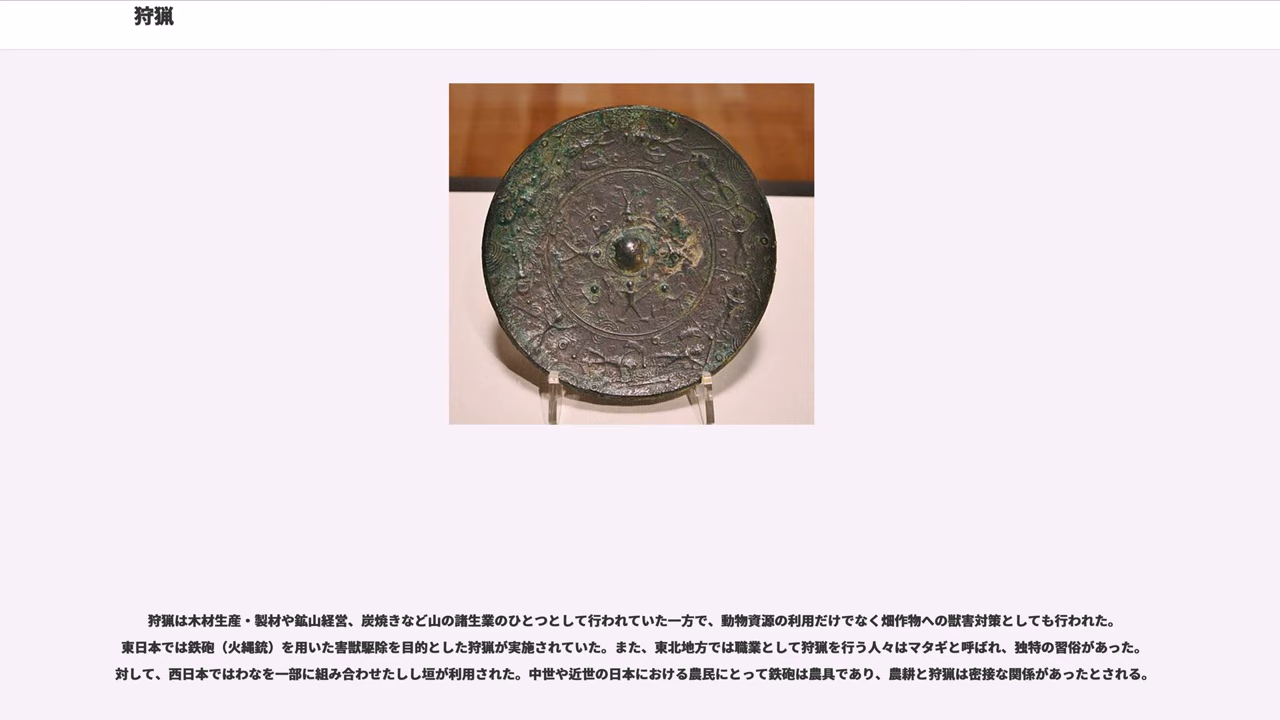 狩猟
狩猟は木材生産・製材や鉱山経営、炭焼きなど山の諸生業のひとつとして行われていた一方で、動物資源の利用だけでなく畑作物への獣害対策としても行われた。
東日本では鉄砲（火縄銃）を用いた害獣駆除を目的とした狩猟が実施されていた。また、東北地方では職業として狩猟を行う人々はマタギと呼ばれ、独特の習俗があった。
対して、西日本ではわなを一部に組み合わせたしし垣が利用された。中世や近世の日本における農民にとって鉄砲は農具であり、農耕と狩猟は密接な関係があったとされる。